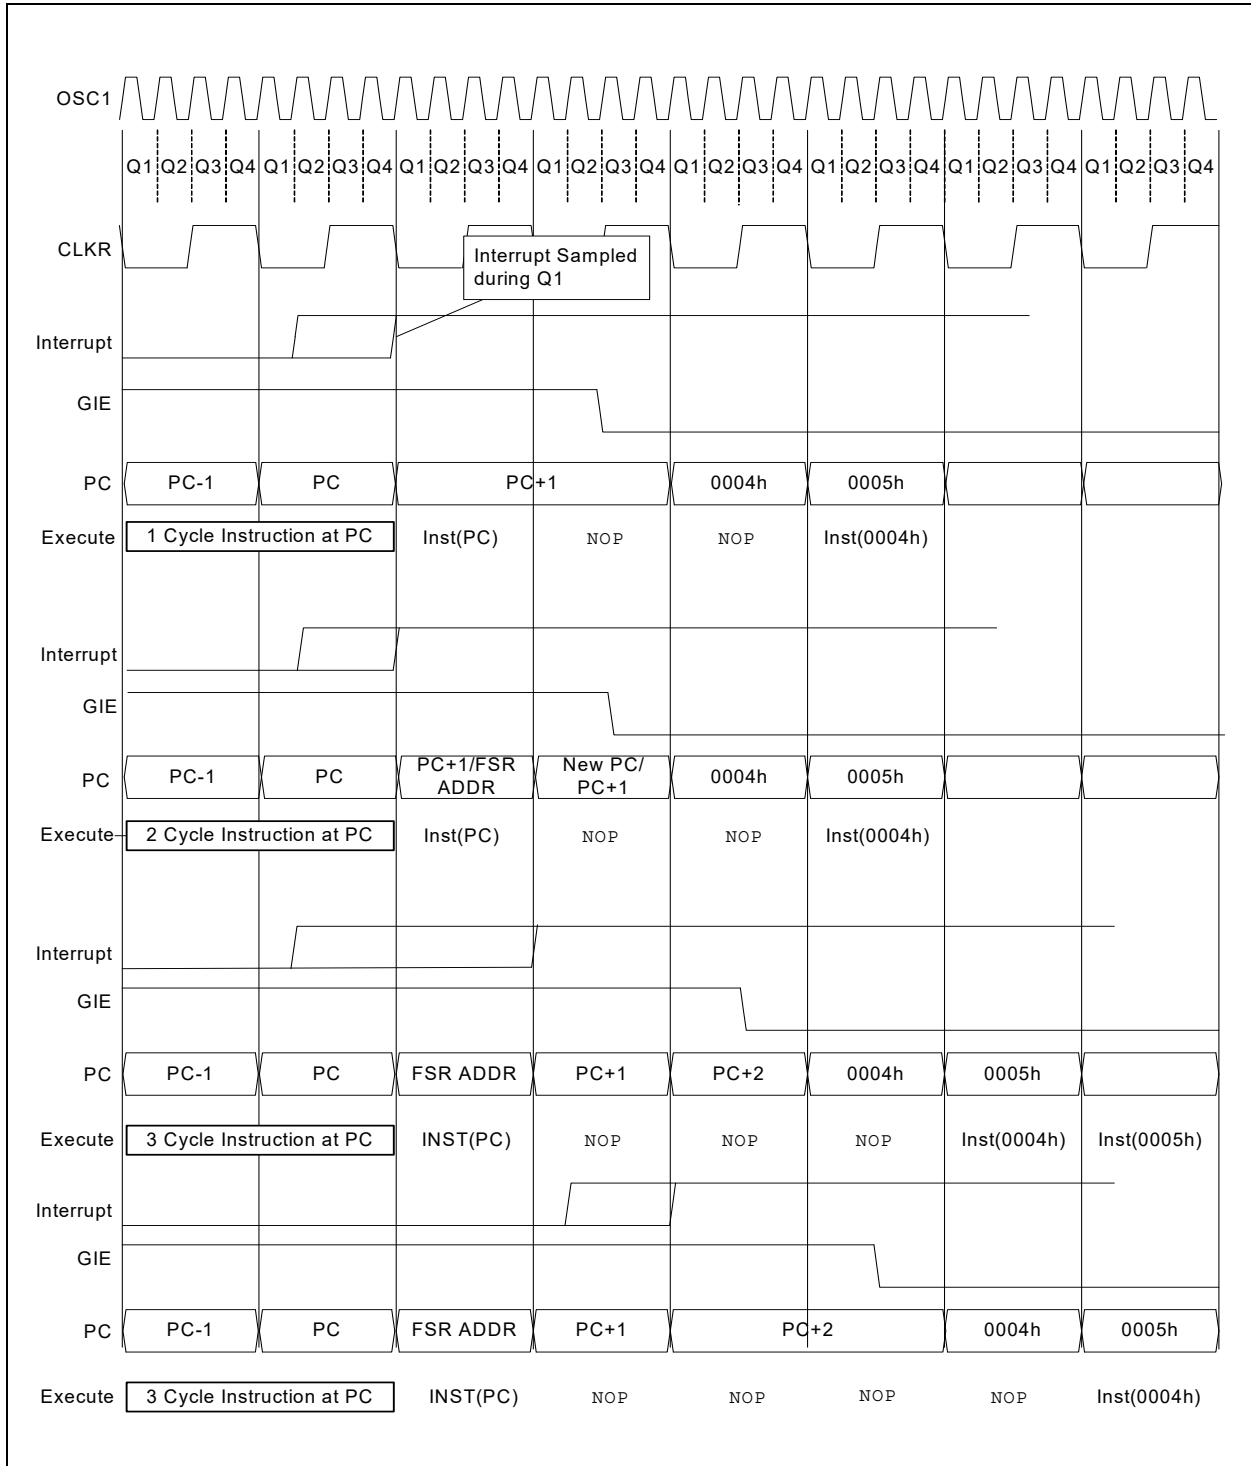 OSC1
Q1 Q2 Q3 Q4 Q1 Q2 Q3 Q4 Q1 Q2 Q3 Q4 Q1 Q2 Q3 Q4 Q1 Q2 Q3 Q4 Q1 Q2 Q3 Q4 Q1 Q2 Q3 Q4 Q1 Q2 Q3 Q4
CLKR
Interrupt Sampled
during Q1
Interrupt
GIE
PC PC-1 PC PC+1 0004h 0005h
Execute 1 Cycle Instruction at PC Inst(PC) NOP NOP Inst(0004h)
Interrupt
GIE
PC PC-1 PC PC+1/FSR ADDR New PC/ PC+1 0004h 0005h
Execute 2 Cycle Instruction at PC Inst(PC) NOP NOP Inst(0004h)
Interrupt
GIE
PC PC-1 PC FSR ADDR PC+1 PC+2 0004h 0005h
Execute 3 Cycle Instruction at PC INST(PC) NOP NOP NOP Inst(0004h) Inst(0005h)
Interrupt
GIE
PC PC-1 PC FSR ADDR PC+1 PC+2 0004h 0005h
Execute 3 Cycle Instruction at PC INST(PC) NOP NOP NOP NOP Inst(0004h)